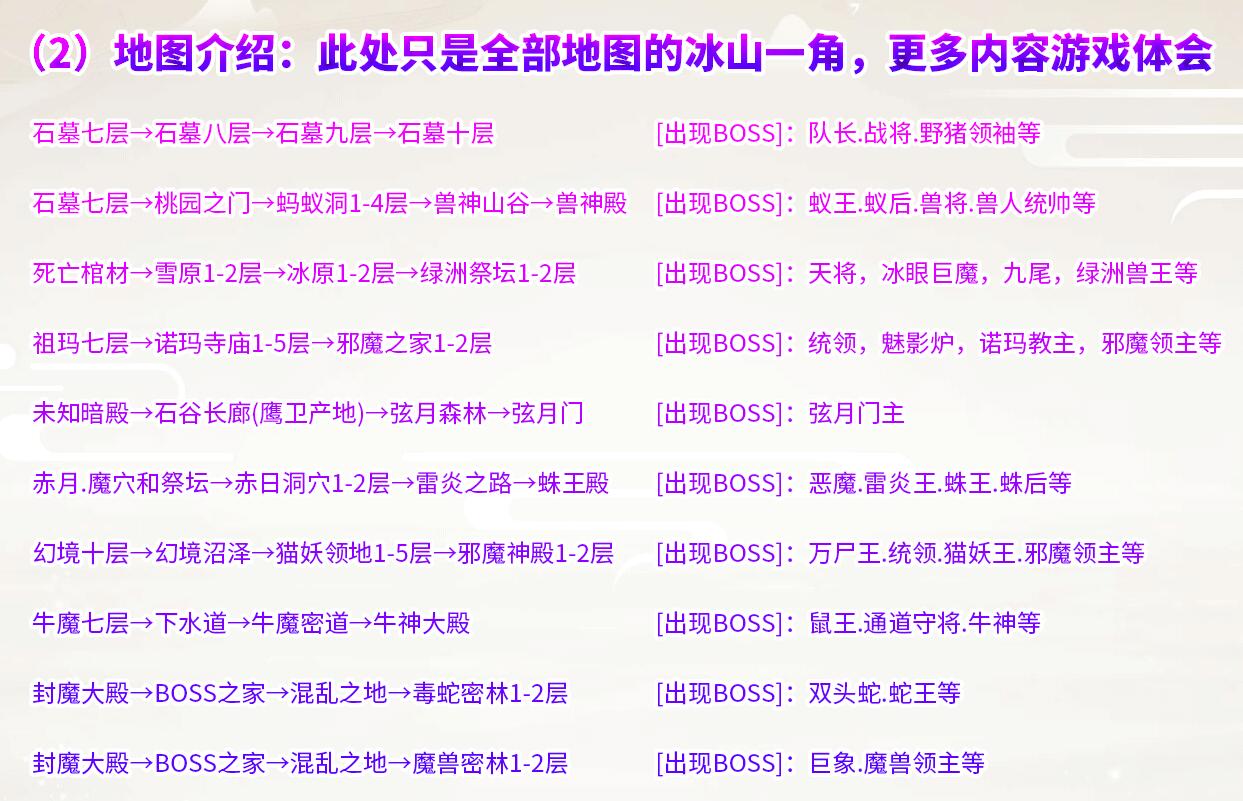 （2）地图介绍：此处只是全部地图的冰山一角，更多内容游戏体会
石墓七层→石墓八层→石墓九层→石墓十层 [出现BOSS]：队长.战将.野猪领袖等
石墓七层→桃园之门→蚂蚁洞1-4层→兽神山谷→兽神殿 [出现BOSS]：蚁王.蚁后.兽将.兽人统帅等
死亡棺材→雪原1-2层→冰原1-2层→绿洲祭坛1-2层 [出现BOSS]：天将，冰眼巨魔，九尾，绿洲兽王等
祖玛七层→诺玛寺庙1-5层→邪魔之家1-2层 [出现BOSS]：统领，魅影炉，诺玛教主，邪魔领主等
未知暗殿→石谷长廊(鹰卫产地)→弦月森林→弦月门 [出现BOSS]：弦月门主
赤月.魔穴和祭坛→赤日洞穴1-2层→雷炎之路→蛛王殿 [出现BOSS]：恶魔.雷炎王.蛛王.蛛后等
幻境十层→幻境沼泽→猫妖领地1-5层→邪魔神殿1-2层 [出现BOSS]：万尸王.统领.猫妖王.邪魔领主等
牛魔七层→下水道→牛魔密道→牛神大殿 [出现BOSS]：鼠王.通道守将.牛神等
封魔大殿→BOSS之家→混乱之地→毒蛇密林1-2层 [出现BOSS]：双头蛇.蛇王等
封魔大殿→BOSS之家→混乱之地→魔兽密林1-2层 [出现BOSS]：巨象.魔兽领主等